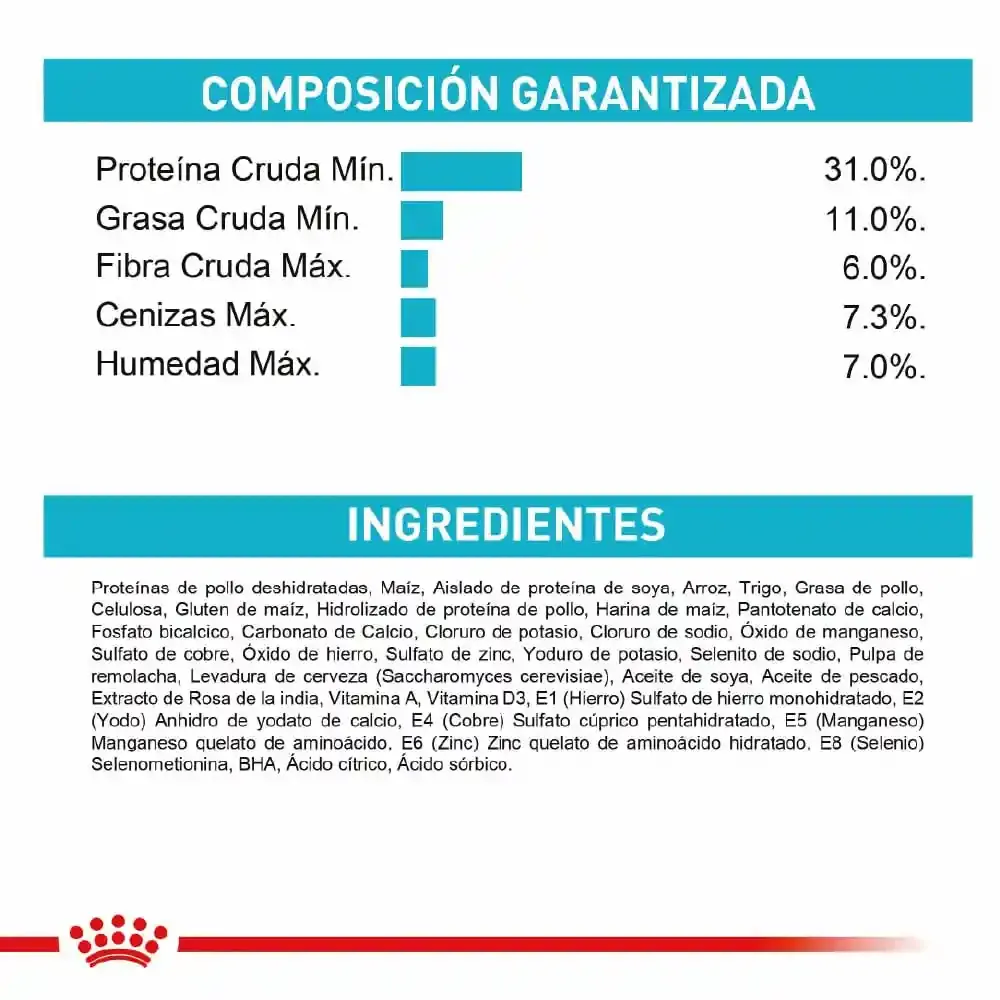 COMPOSICIÓN GARANTIZADA
Proteína Cruda Mín. 31.0%.
Grasa Cruda Mín. 11.0%.
Fibra Cruda Máx. 6.0%.
Cenizas Máx. 7.3%.
Humedad Máx. 7.0%.
INGREDIENTES
Proteínas de pollo deshidratadas, Maíz, Aislado de proteína de soya, Arroz, Trigo, Grasa de pollo,
Celulosa, Gluten de maíz, Hidrolizado de proteína de pollo, Harina de maíz, Pantotenato de calcio,
Fosfato bicalcico, Carbonato de Calcio, Cloruro de potasio, Cloruro de sodio, Óxido de manganeso,
Sulfato de cobre, Óxido de hierro, Sulfato de zinc, Yoduro de potasio, Selenito de sodio, Pulpa de
remolacha, Levadura de cerveza (Saccharomyces cerevisiae), Aceite de soya, Aceite de pescado,
Extracto de Rosa de la india, Vitamina A, Vitamina D3, E1 (Hierro) Sulfato de hierro monohidratado, E2
(Yodo) Anhidro de yodato de calcio, E4 (Cobre) Sulfato cúprico pentahidratado, E5 (Manganeso)
Manganeso quelato de aminoácido, E6 (Zinc) Zinc quelato de aminoácido hidratado, E8 (Selenio)
Selenometionina, BHA, Ácido cítrico, Ácido sórbico.